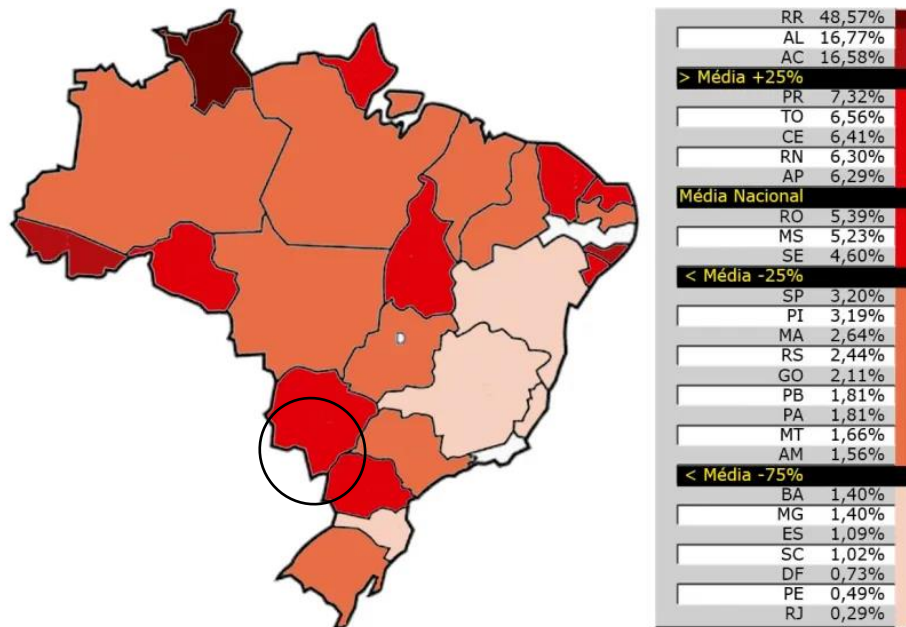 RR 48,57%
AL 16,77%
AC 16,58%
> Média +25%
PR 7,32%
TO 6,56%
CE 6,41%
RN 6,30%
AP 6,29%
Média Nacional
RO 5,39%
MS 5,23%
SE 4,60%
< Média -25%
SP 3,20%
PI 3,19%
MA 2,64%
RS 2,44%
GO 2,11%
PB 1,81%
PA 1,81%
MT 1,66%
AM 1,56%
< Média -75%
BA 1,40%
MG 1,40%
ES 1,09%
SC 1,02%
DF 0,73%
PE 0,49%
RJ 0,29%